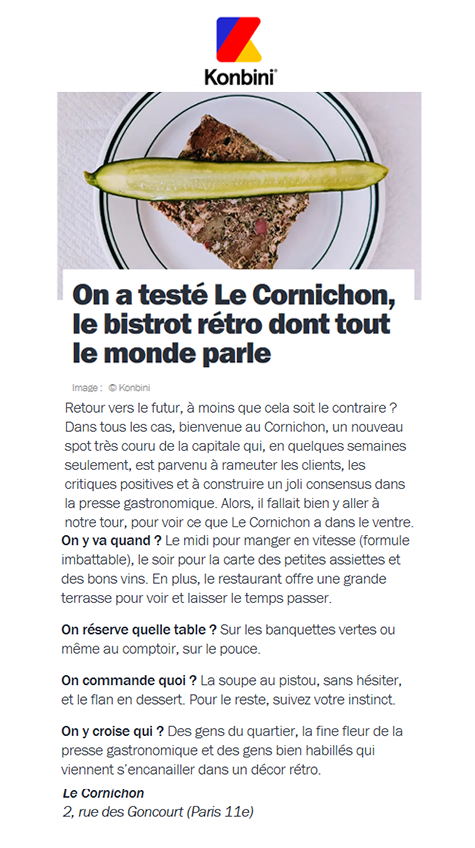 Konbini®
On a testé Le Cornichon,
le bistrot rétro dont tout
le monde parle
Image : © Konbini
Retour vers le futur, à moins que cela soit le contraire ?
Dans tous les cas, bienvenue au Cornichon, un nouveau
spot très couru de la capitale qui, en quelques semaines
seulement, est parvenu à rameuter les clients, les
critiques positives et à construire un joli consensus dans
la presse gastronomique. Alors, il fallait bien y aller à
notre tour, pour voir ce que Le Cornichon a dans le ventre.
On y va quand ? Le midi pour manger en vitesse (formule
imbattable), le soir pour la carte des petites assiettes et
des bons vins. En plus, le restaurant offre une grande
terrasse pour voir et laisser le temps passer.
On réserve quelle table ? Sur les banquettes vertes ou
même au comptoir, sur le pouce.
On commande quoi ? La soupe au pistou, sans hésiter,
et le flan en dessert. Pour le reste, suivez votre instinct.
On y croise qui ? Des gens du quartier, la fine fleur de la
presse gastronomique et des gens bien habillés qui
viennent s’encanailler dans un décor rétro.
Le Cornichon
2, rue des Goncourt (Paris 11e)